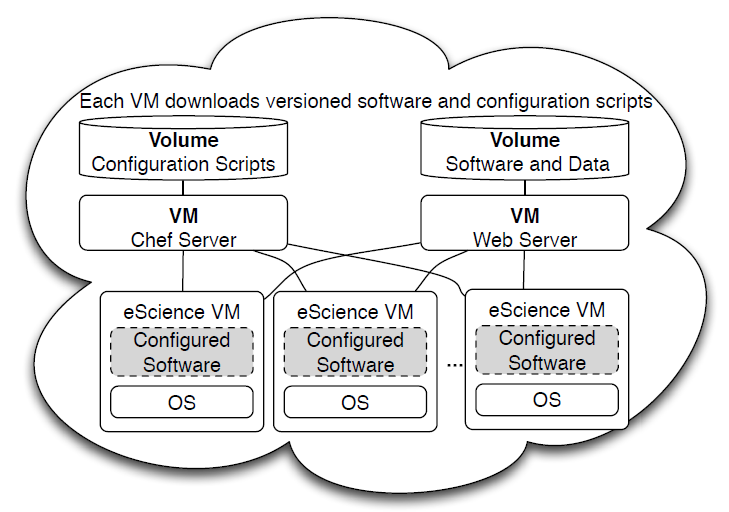 Each VM downloads versioned software and configuration scripts
Volume
Configuration Scripts
Volume
Software and Data
VM
Chef Server
VM
Web Server
eScience VM
Configured
Software
OS
eScience VM
Configured
Software
OS
...
eScience VM
Configured
Software
OS